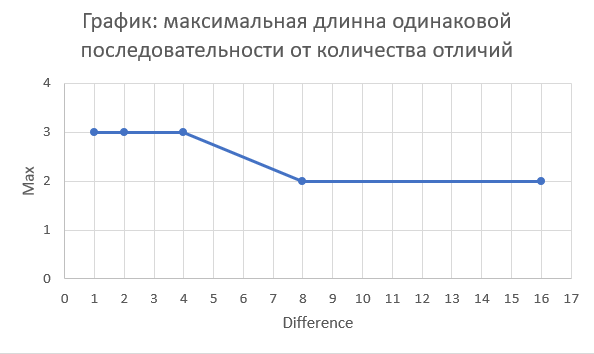 График: максимальная длинна одинаковой
последовательности от количества отличий
4
3
2
1
0
Max
0 1 2 3 4 5 6 7 8 9 10 11 12 13 14 15 16 17
Difference